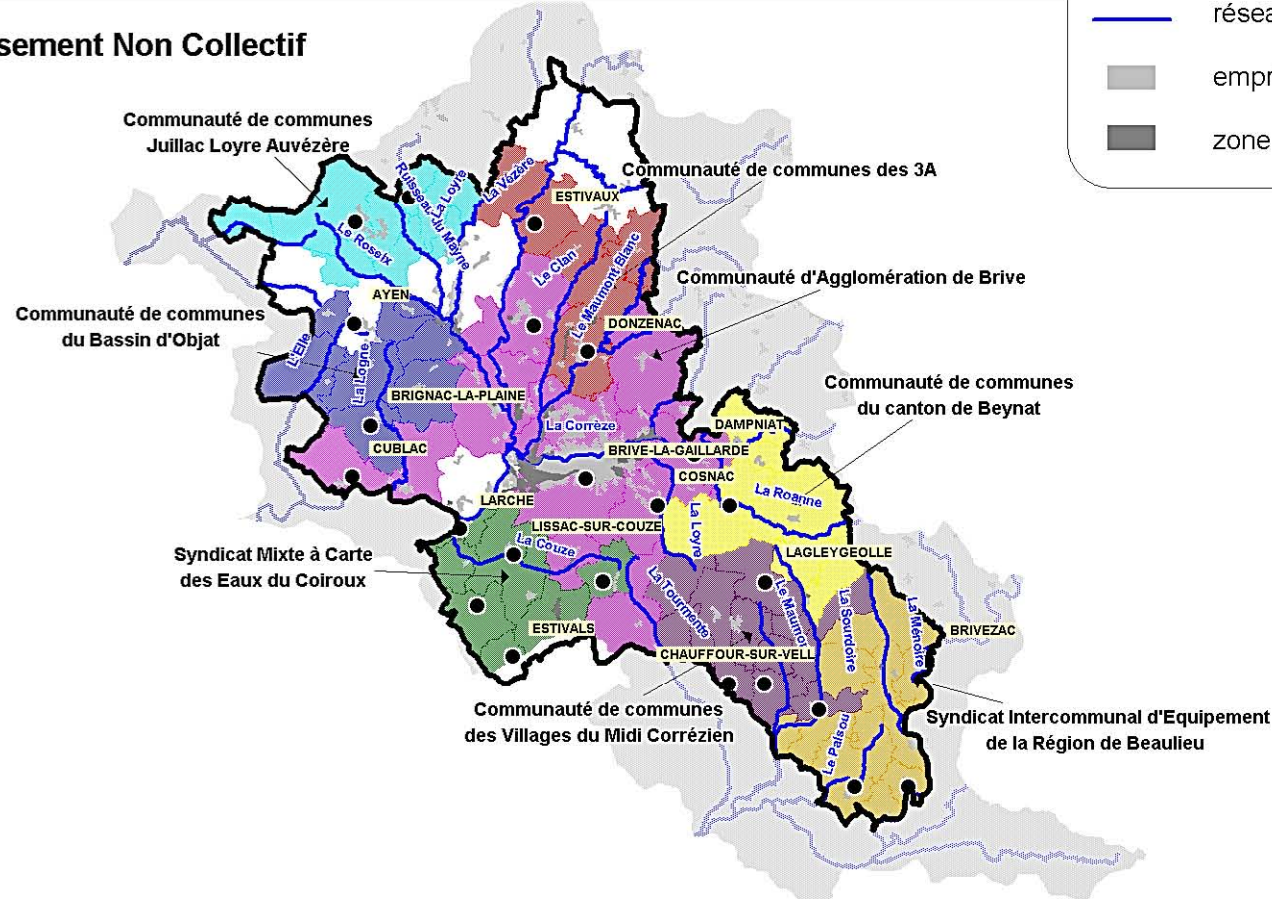 sement Non Collectif
résea
empr
zone
Communauté de communes
Juillac Loyre Auvézère
Communauté de communes des 3A
Communauté d'Agglomération de Brive
Communauté de communes
du Bassin d'Objat
Communauté de communes
du canton de Beynat
Syndicat Mixte à Carte
des Eaux du Coiroux
Communauté de communes
des Villages du Midi Corrézien
Syndicat Intercommunal d'Equipement
de la Région de Beaulieu
ESTIVAUX
AYEN
DONZENAC
BRIGNAC-LA-PLAINE
CUBLAC
DAMPNIAT
BRIVE-LA-GAILLARDE
COSNAC
LARCHE
LISSAC-SUR-COUZE
LAGLEYGEOLLE
ESTIVALS
CHAUFFOUR-SUR-VELL
BRIVEZAC
La Vézère
La Loyre
Ruisseau du Mayne
Le Roseix
Le Clan
Le Maumont Blanc
L'Elle
La Logne
La Corrèze
La Roanne
La Loyre
La Couze
La Tourmente
Le Maumon
La Sourdoire
La Ménoire
Le Palsou